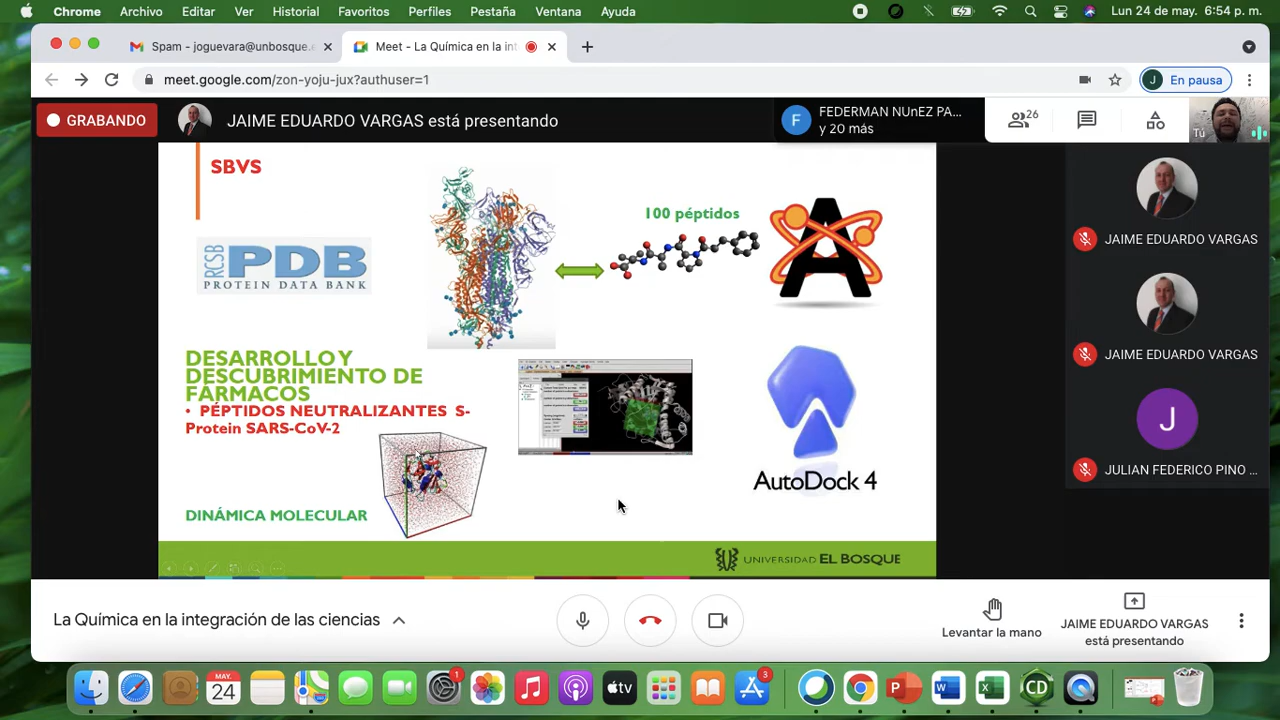 Chrome Archivo Editar Ver Historial Favoritos Perfiles Pestaña Ventana Ayuda Lun 24 de may. 6:54 p. m.
Spam - joguevara@unbosque.e
Meet - La Química en la int
meet.google.com/zon-yoju-jux?authuser=1
J En pausa
GRABANDO
JAIME EDUARDO VARGAS está presentando
F
FEDERMAN NUnEZ PA...
y 20 más
26
Tú
SBVS
RCSB
PDB
PROTEIN DATA BANK
100 péptidos
A
DESARROLLO Y
DESCUBRIMIENTO DE
FÁRMACOS
• PÉPTIDOS NEUTRALIZANTES S-
Protein SARS-CoV-2
DINÁMICA MOLECULAR
AutoDock 4
UNIVERSIDAD EL BOSQUE
JAIME EDUARDO VARGAS
JAIME EDUARDO VARGAS
J
JULIAN FEDERICO PINO ...
La Química en la integración de las ciencias
Levantar la mano
JAIME EDUARDO VARGAS
está presentando
MAY.
24
1
tv
3
P
W
X
CD